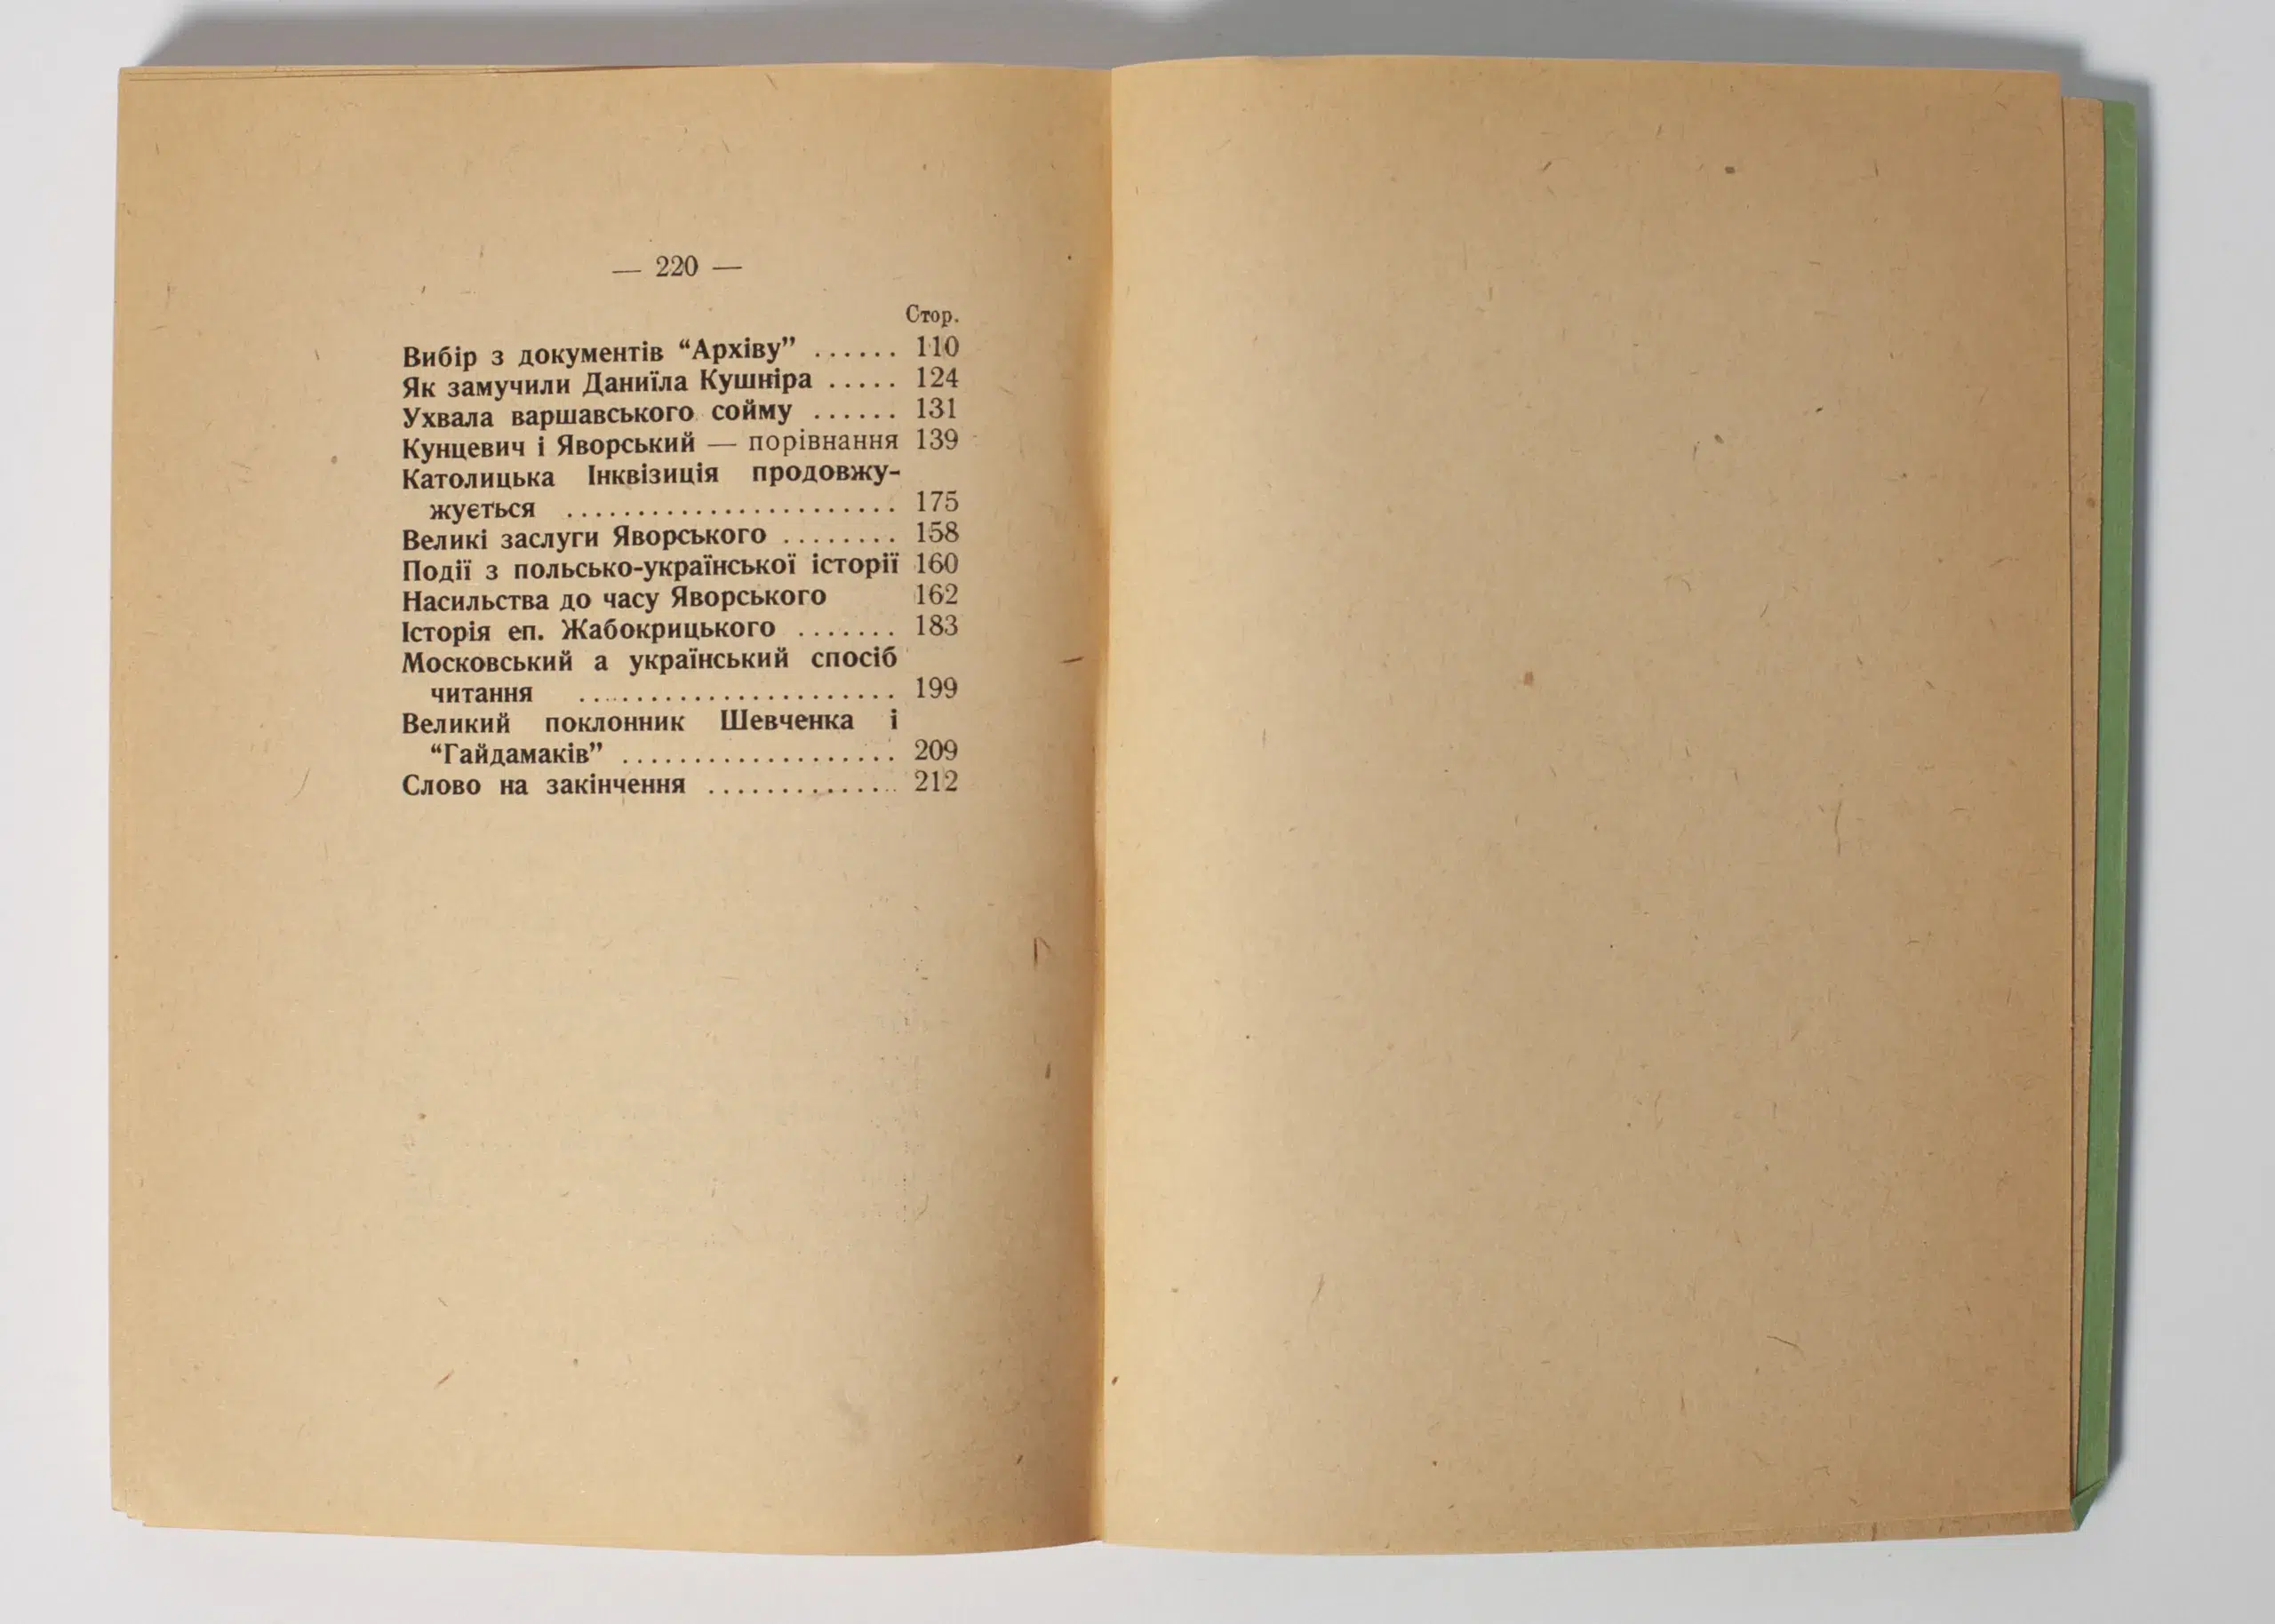 — 220 —
Стор.
Вибір з документів “Архіву” ...... 110
Як замучили Даниїла Кушніра ..... 124
Ухвала варшавського сойму ...... 131
Кунцевич і Яворський — порівнання 139
Католицька Інквізиція продовжу-
жується ....................... 175
Великі заслуги Яворського ........ 158
Події з польсько-української історії 160
Насильства до часу Яворського 162
Історія еп. Жабокрицького ....... 183
Московський а український спосіб
читання ...................... 199
Великий поклонник Шевченка і
“Гайдамаків” ................... 209
Слово на закінчення .............. 212